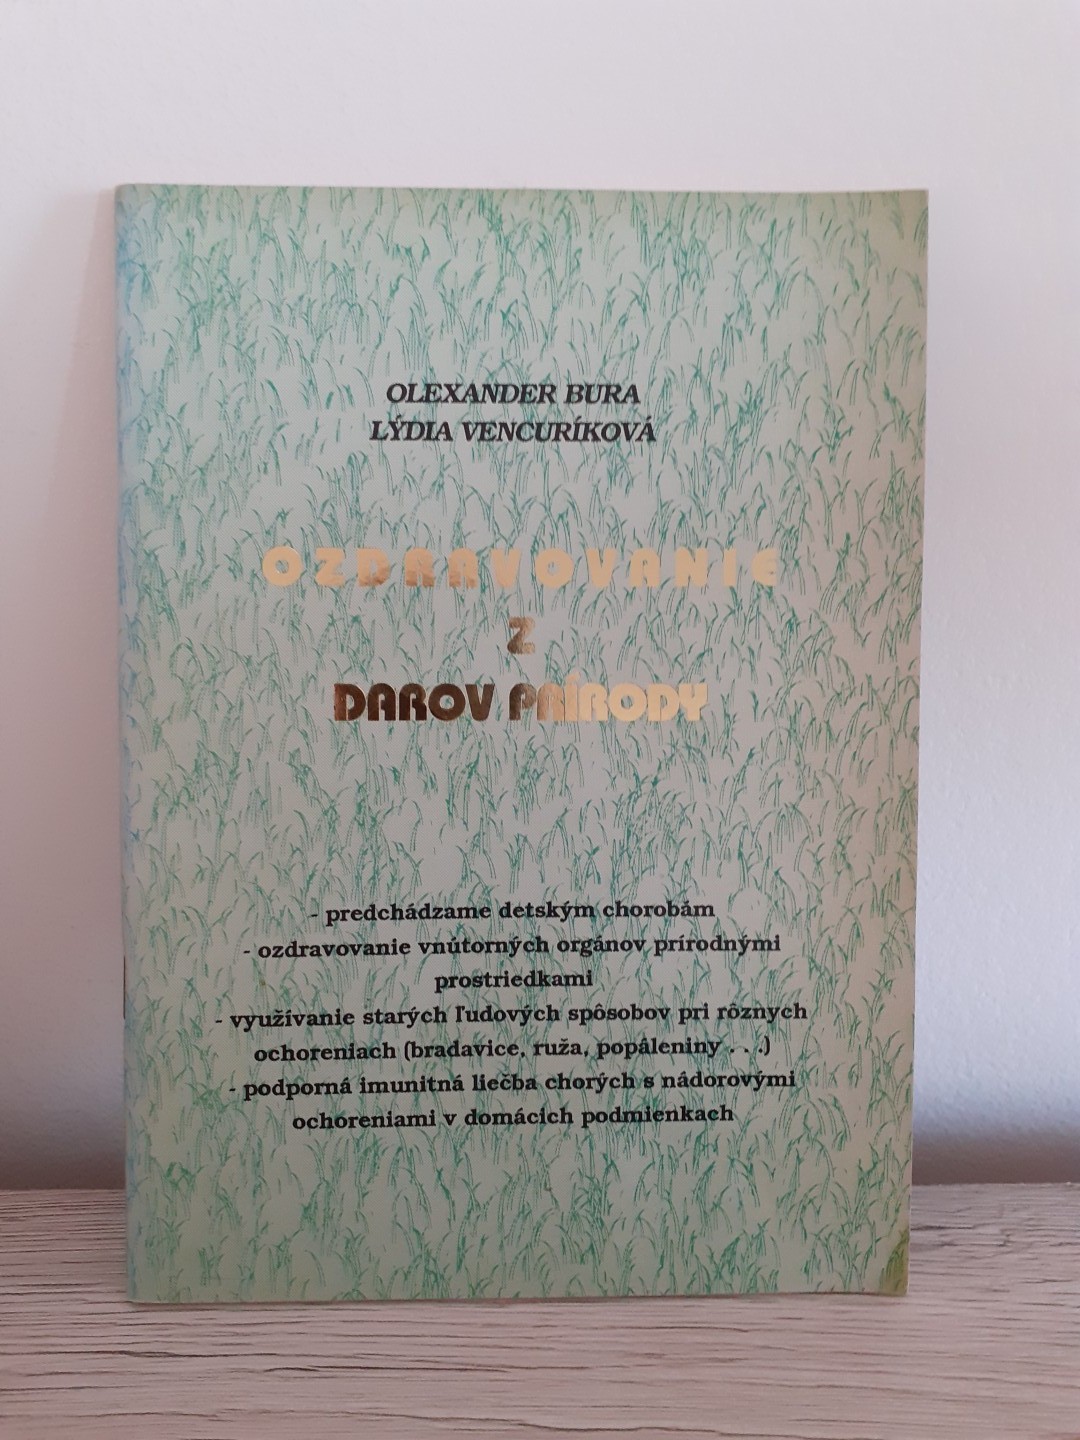 OLEXANDER BURA
LÝDIA VENCURÍKOVÁ
OZDRAVOVANIE
Z
DAROV PRÍRODY
- predchádzame detským chorobám
- ozdravovanie vnútorných orgánov prírodnými
prostriedkami
- využívanie starých ľudových spôsobov pri rôznych
ochoreniach (bradavice, ruža, popáleniny . . .)
- podporná imunitná liečba chorých s nádorovými
ochoreniami v domácich podmienkach